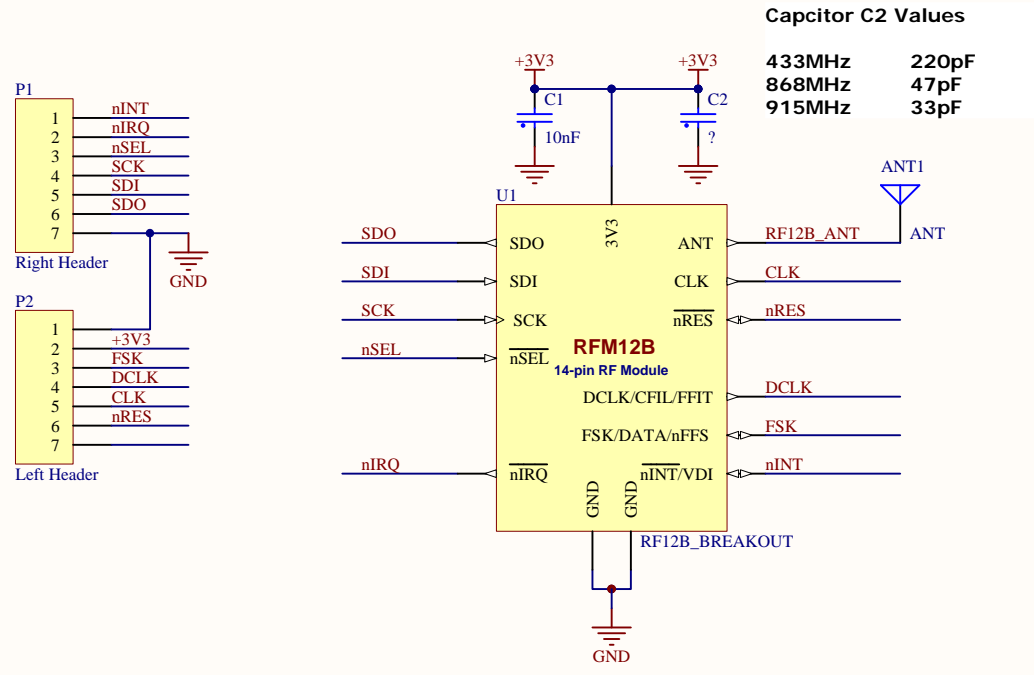 Capcitor C2 Values
433MHz 220pF
868MHz 47pF
915MHz 33pF
P1
1 nINT
2 nIRQ
3 nSEL
4 SCK
5 SDI
6 SDO
7
GND
Right Header
P2
1
2 +3V3
3 FSK
4 DCLK
5 CLK
6 nRES
7
Left Header
+3V3
C1
10nF
+3V3
C2
?
U1
3V3
SDO SDO
SDI SDI
SCK SCK
nSEL nSEL
nIRQ nIRQ
RFM12B
14-pin RF Module
ANT RF12B_ANT
CLK CLK
nRES nRES
DCLK/CFIL/FFIT DCLK
FSK/DATA/nFFS FSK
nINT/VDI nINT
GND
GND
RF12B_BREAKOUT
GND
ANT1
ANT